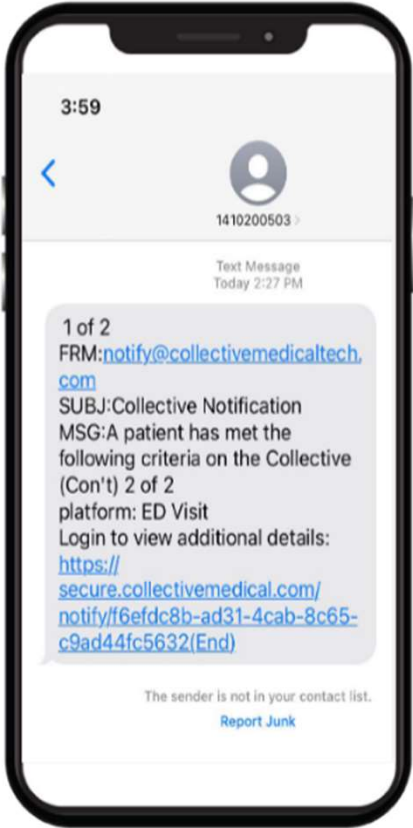 3:59
1410200503
Text Message
Today 2:27 PM
1 of 2
FRM:notify@collectivemedicaltech.
com
SUBJ:Collective Notification
MSG:A patient has met the
following criteria on the Collective
(Con't) 2 of 2
platform: ED Visit
Login to view additional details:
https://
secure.collectivemedical.com/
notify/f6efdc8b-ad31-4cab-8c65-
c9ad44fc5632(End)
The sender is not in your contact list.
Report Junk